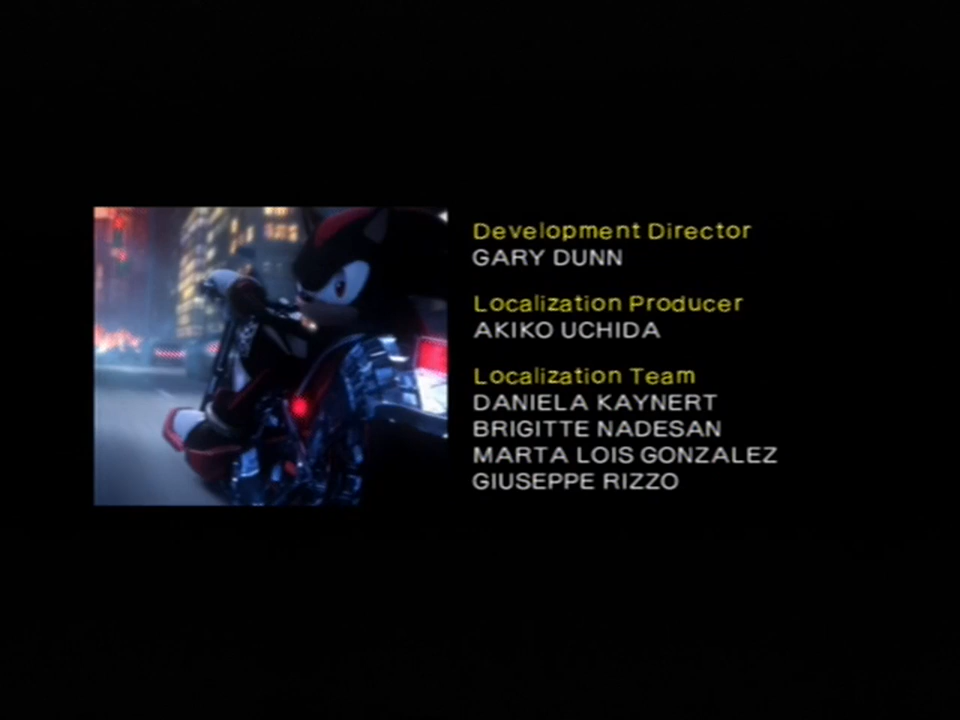 Development Director
GARY DUNN
Localization Producer
AKIKO UCHIDA
Localization Team
DANIELA KAYNERT
BRIGITTE NADESAN
MARTA LOIS GONZALEZ
GIUSEPPE RIZZO